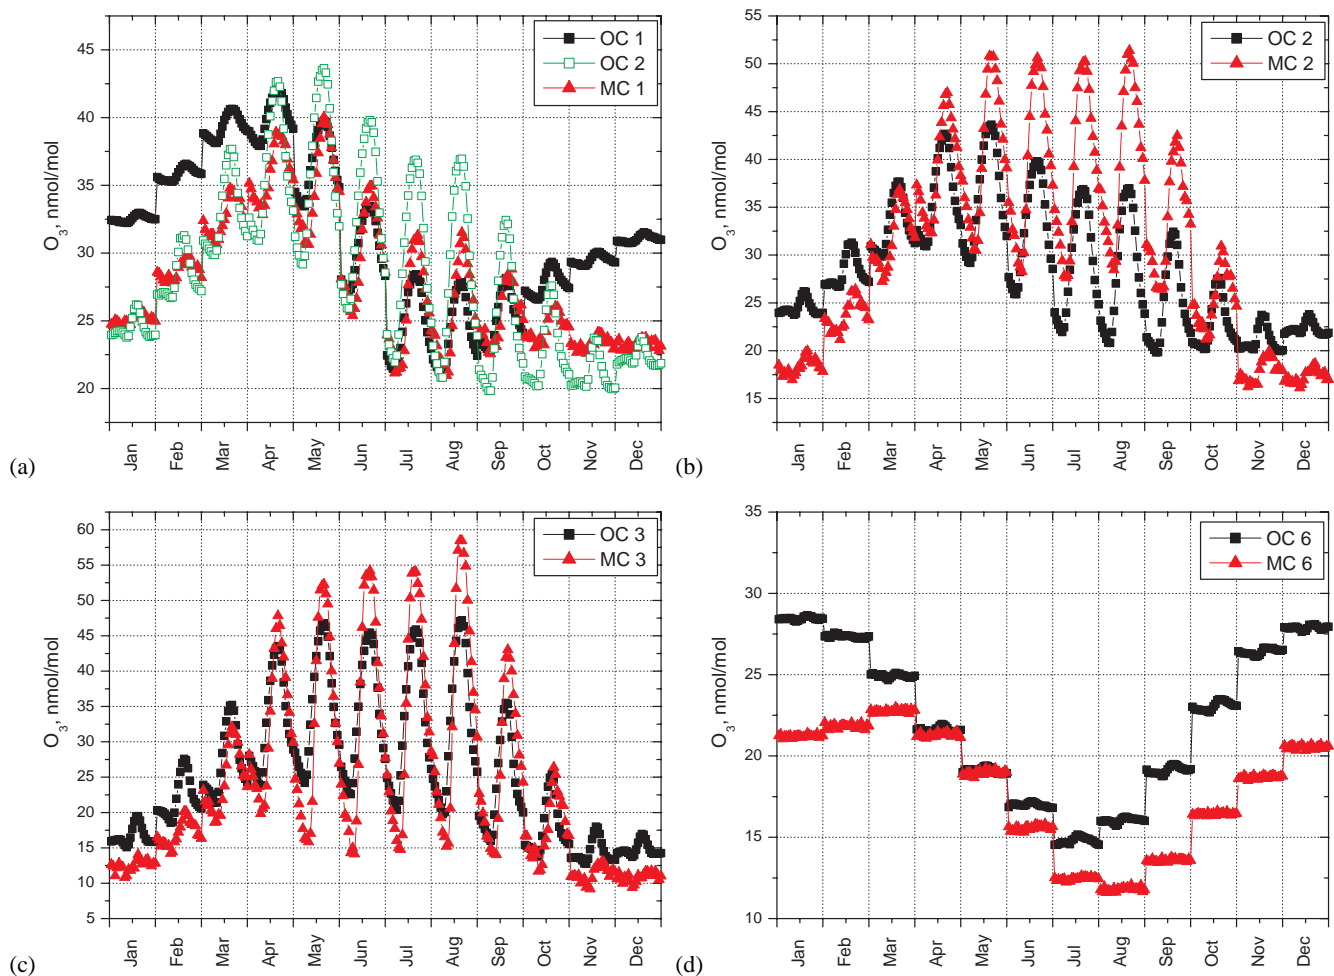 45
40
35
30
25
20
O3, nmol/mol
OC 1
OC 2
MC 1
Jan
Feb
Mar
Apr
May
Jun
Jul
Aug
Sep
Oct
Nov
Dec
(a)
55
50
45
40
35
30
25
20
15
O3, nmol/mol
OC 2
MC 2
Jan
Feb
Mar
Apr
May
Jun
Jul
Aug
Sep
Oct
Nov
Dec
(b)
60
55
50
45
40
35
30
25
20
15
10
5
O3, nmol/mol
OC 3
MC 3
Jan
Feb
Mar
Apr
May
Jun
Jul
Aug
Sep
Oct
Nov
Dec
(c)
35
30
25
20
15
10
O3, nmol/mol
OC 6
MC 6
Jan
Feb
Mar
Apr
May
Jun
Jul
Aug
Sep
Oct
Nov
Dec
(d)